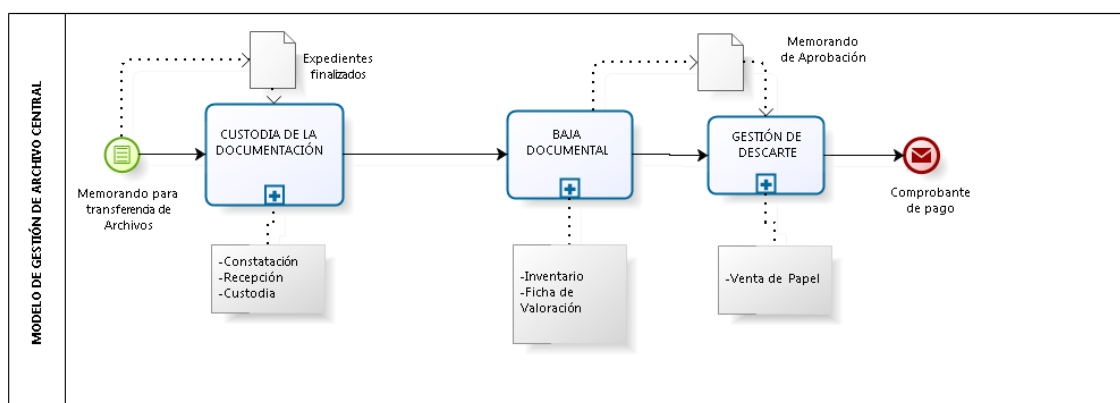 MODELO DE GESTIÓN DE ARCHIVO CENTRAL
Expedientes
finalizados
Memorando
de Aprobación
CUSTODIA DE LA
DOCUMENTACIÓN
BAJA
DOCUMENTAL
GESTIÓN DE
DESCARTE
Memorando para
transferencia de
Archivos
Comprobante
de pago
-Constatación
-Recepción
-Custodia
-Inventario
-Ficha de
Valoración
-Venta de Papel